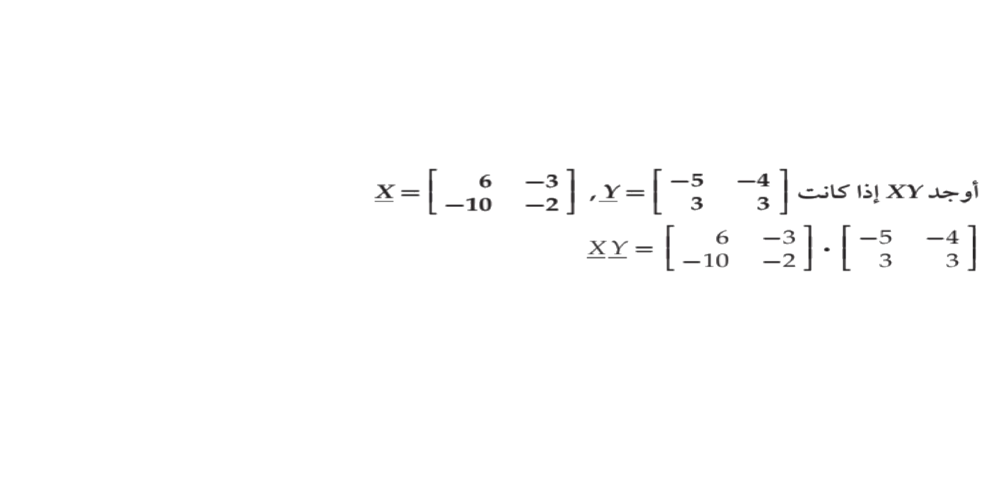 أوجد XY إذا كانت X = [ 6 −3 −10 −2 ] , Y = [ −5 −4 3 3 ]
X Y = [ 6 −3 −10 −2 ] · [ −5 −4 3 3 ]